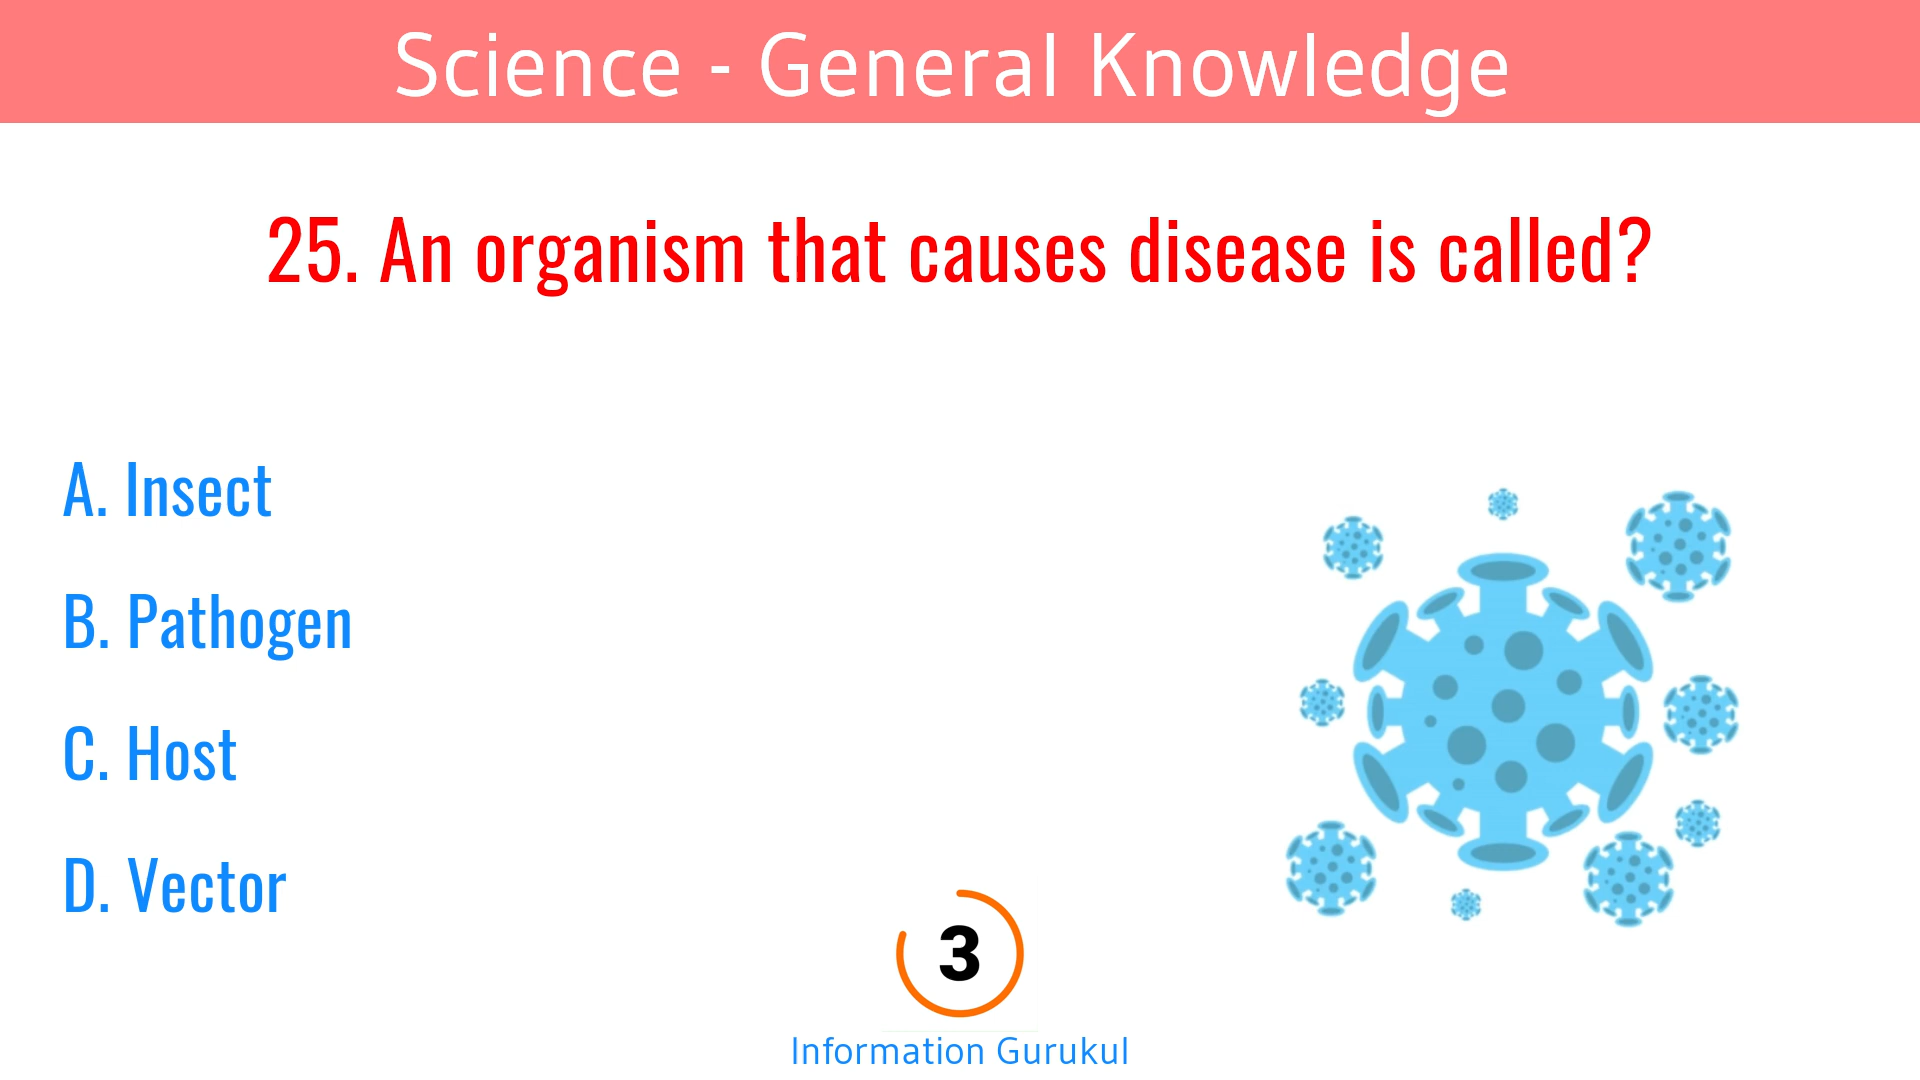 Science - General Knowledge
25. An organism that causes disease is called?
A. Insect
B. Pathogen
C. Host
D. Vector
3
Information Gurukul